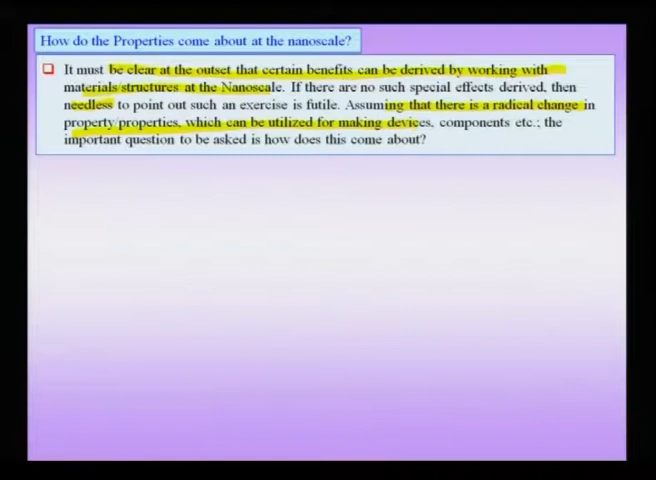 How do the Properties come about at the nanoscale?
It must be clear at the outset that certain benefits can be derived by working with
materials/structures at the Nanoscale. If there are no such special effects derived, then
needless to point out such an exercise is futile. Assuming that there is a radical change in
property/properties, which can be utilized for making devices, components etc.; the
important question to be asked is how does this come about?